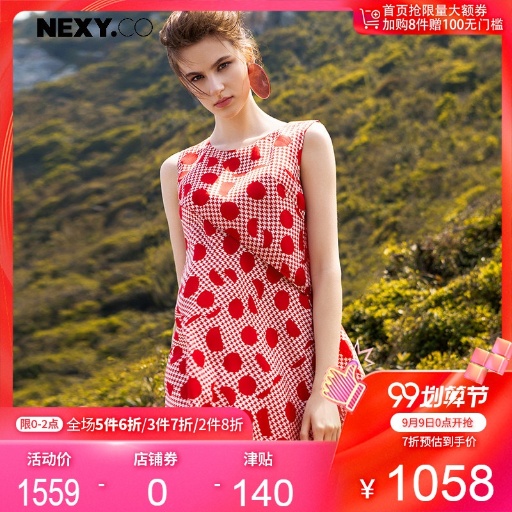 NEXY.CO
首页抢限量大额券
加购8件赠100无门槛
99划算节
9月9日0点开抢
限0-2点 全场5件6折/3件7折/2件8折
7折预估到手价
活动价 店铺券 津贴
1559 - 0 - 140 ¥ 1058